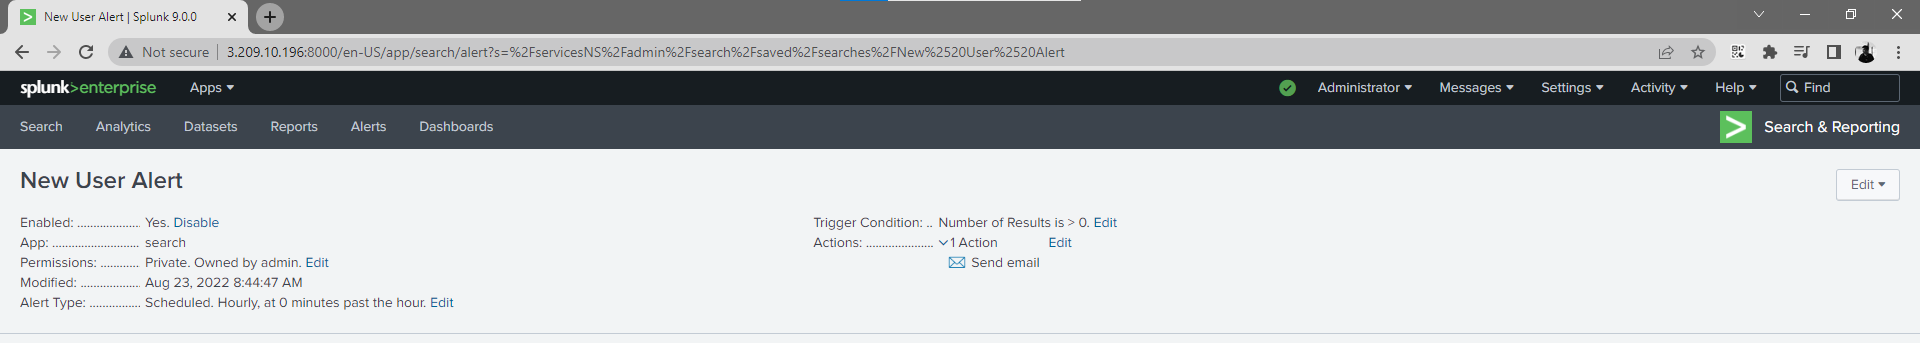 New User Alert | Splunk 9.0.0
Not secure | 3.209.10.196:8000/en-US/app/search/alert?s=%2FservicesNS%2Fadmin%2Fsearch%2Fsaved%2Fsearches%2FNew%2520User%2520Alert
splunk>enterprise Apps Administrator Messages Settings Activity Help Find
Search Analytics Datasets Reports Alerts Dashboards Search & Reporting
New User Alert
Edit
Enabled: .................. Yes. Disable
App: ......................... search
Permissions: ........... Private. Owned by admin. Edit
Modified: ................. Aug 23, 2022 8:44:47 AM
Alert Type: .............. Scheduled. Hourly, at 0 minutes past the hour. Edit
Trigger Condition: .. Number of Results is > 0. Edit
Actions: ................... 1 Action Edit
Send email